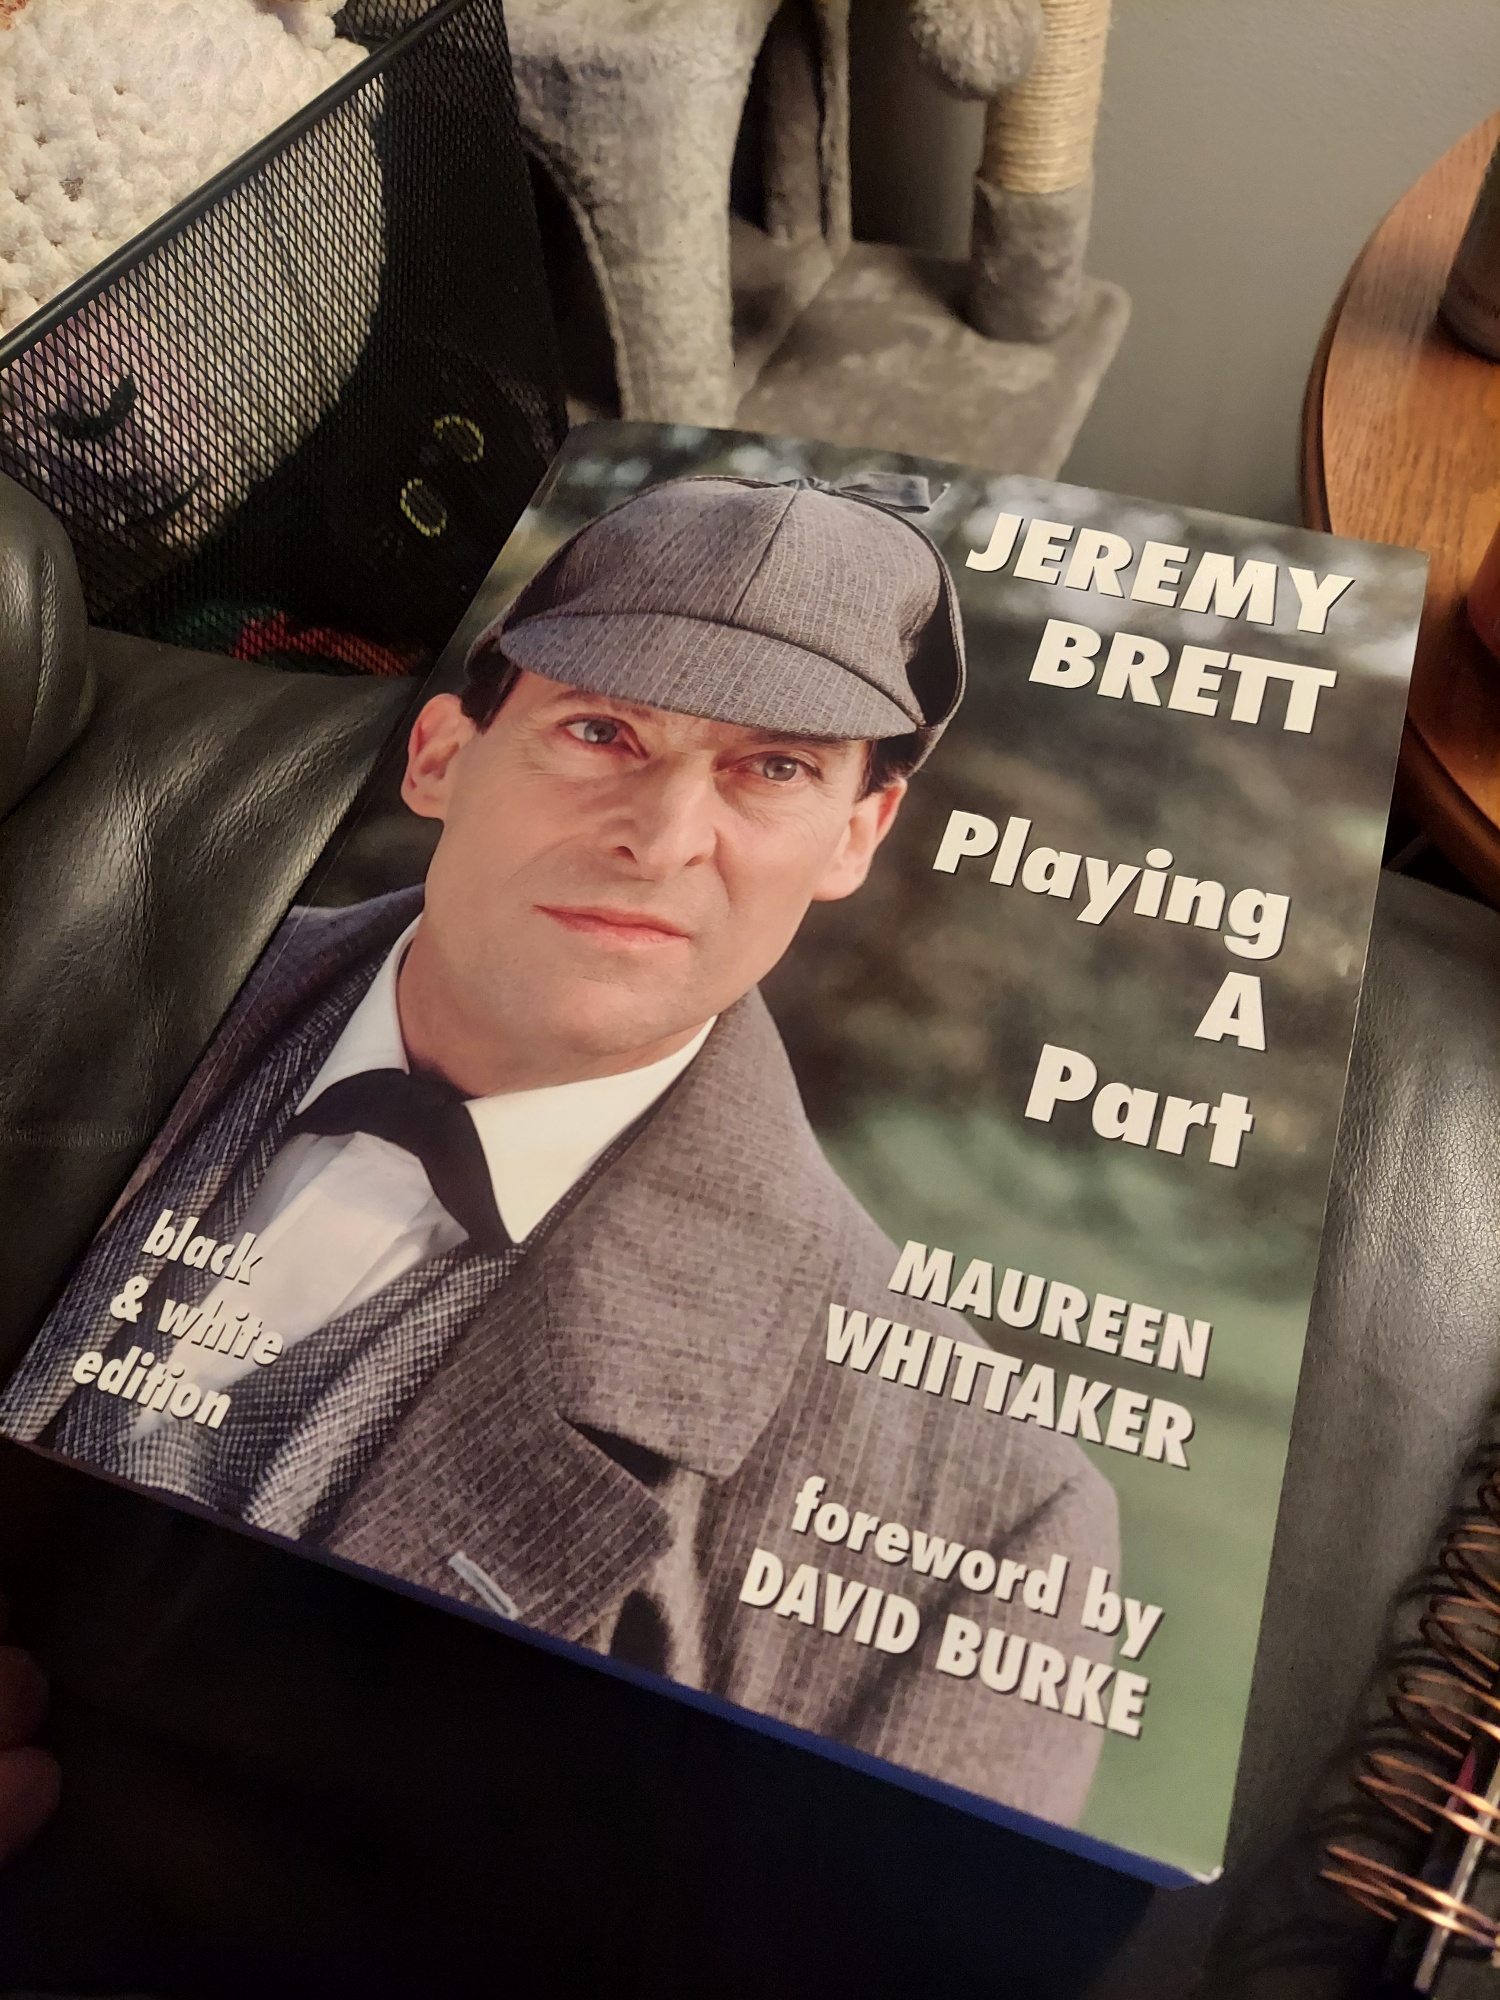 JEREMY
BRETT
Playing
A
Part
MAUREEN
WHITTAKER
foreword by
DAVID BURKE
black
& white
edition